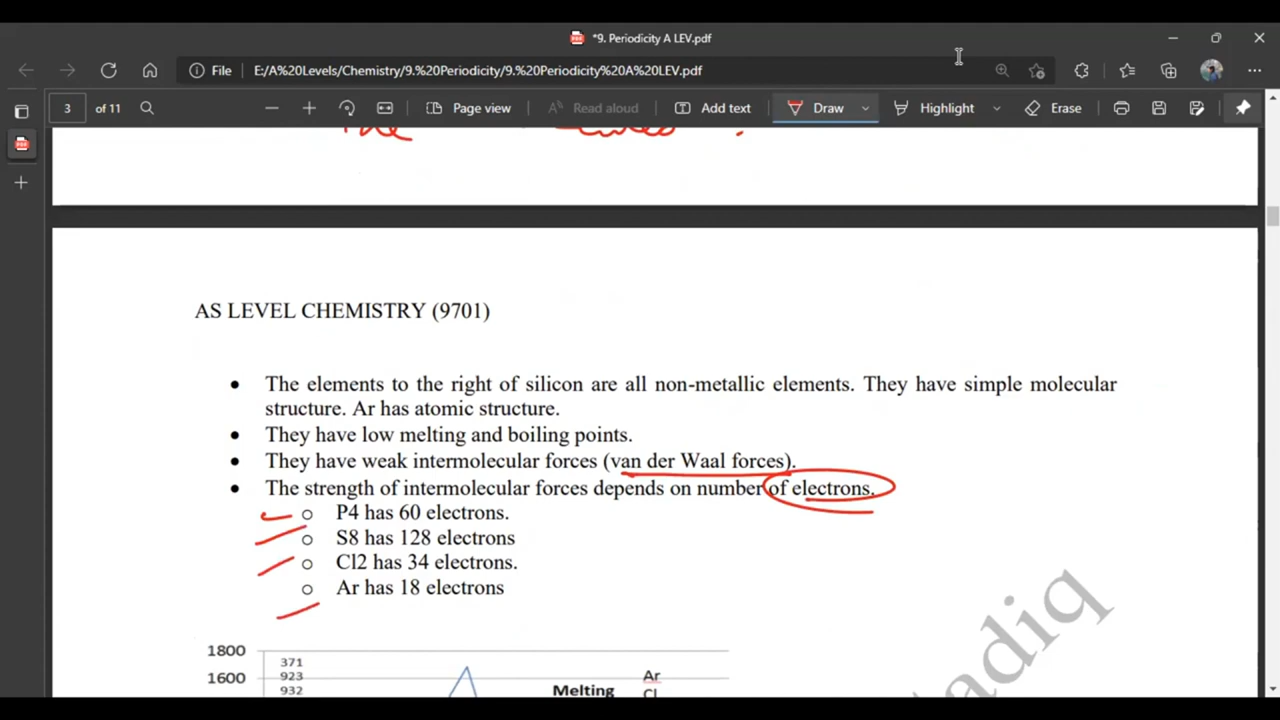 *9. Periodicity A LEV.pdf
File E:/A%20Levels/Chemistry/9.%20Periodicity/9.%20Periodicity%20A%20LEV.pdf
3 of 11 Page view Read aloud Add text Draw Highlight Erase
AS LEVEL CHEMISTRY (9701)
• The elements to the right of silicon are all non-metallic elements. They have simple molecular
structure. Ar has atomic structure.
• They have low melting and boiling points.
• They have weak intermolecular forces (van der Waal forces).
• The strength of intermolecular forces depends on number of electrons.
o P4 has 60 electrons.
o S8 has 128 electrons
o Cl2 has 34 electrons.
o Ar has 18 electrons
1800
371
1600
923
932
Melting
Ar
Cl